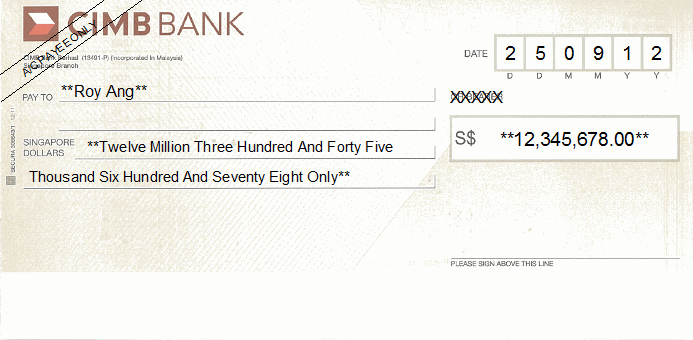 CIMB BANK
A/C PAYEE ONLY
CIMB Bank Berhad (13491-P) (Incorporated in Malaysia)
Singapore Branch
DATE 2 5 0 9 1 2
D D M M Y Y
PAY TO **Roy Ang**
XXXXXX
SINGAPORE DOLLARS **Twelve Million Three Hundred And Forty Five
Thousand Six Hundred And Seventy Eight Only**
S$ **12,345,678.00**
PLEASE SIGN ABOVE THIS LINE